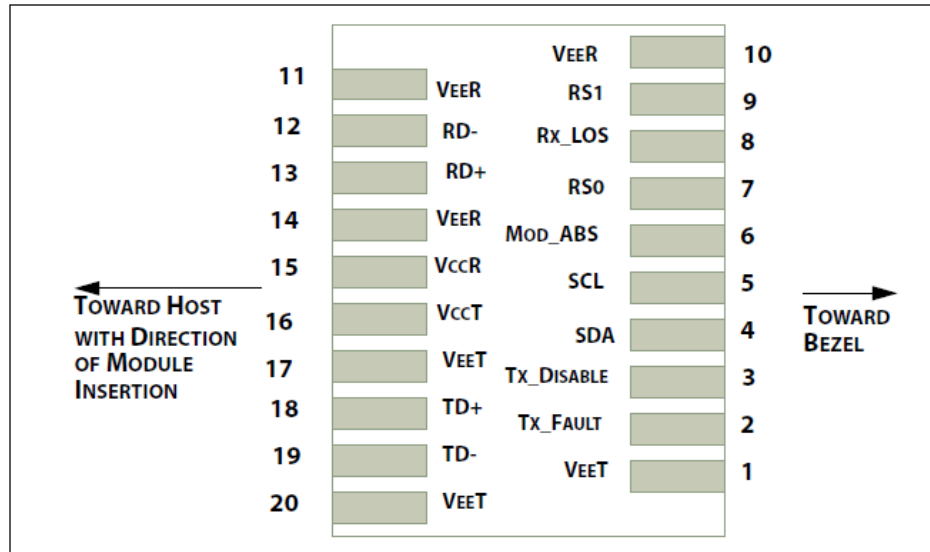 VEER 10
11 VEER
RS1 9
12 RD-
Rx_LOS 8
13 RD+
RS0 7
14 VEER
MOD_ABS 6
15 VCCR
SCL 5
TOWARD HOST
WITH DIRECTION
OF MODULE
INSERTION
16 VCCT
SDA 4
TOWARD
BEZEL
17 VEET
TX_DISABLE 3
18 TD+
TX_FAULT 2
19 TD-
VEET 1
20 VEET